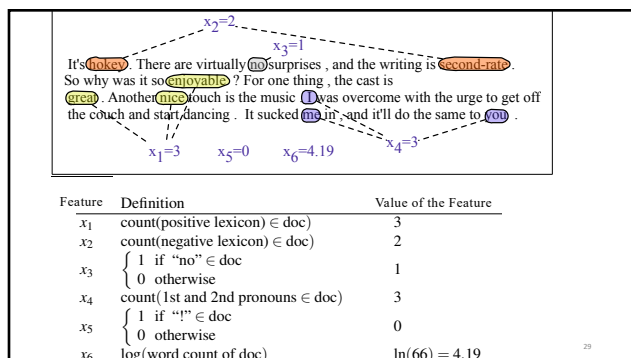 x2=2
x3=1
It's hokey . There are virtually no surprises , and the writing is second-rate .
So why was it so enjoyable ? For one thing , the cast is
great . Another nice touch is the music I was overcome with the urge to get off
the couch and start dancing . It sucked me in , and it'll do the same to you .
x1=3 x5=0 x6=4.19 x4=3
Feature Definition Value of the Feature
x1 count(positive lexicon) ∈ doc) 3
x2 count(negative lexicon) ∈ doc) 2
x3 { 1 if “no” ∈ doc
0 otherwise 1
x4 count(1st and 2nd pronouns ∈ doc) 3
x5 { 1 if “!” ∈ doc
0 otherwise 0
x6 log(word count of doc) ln(66) = 4.19
29